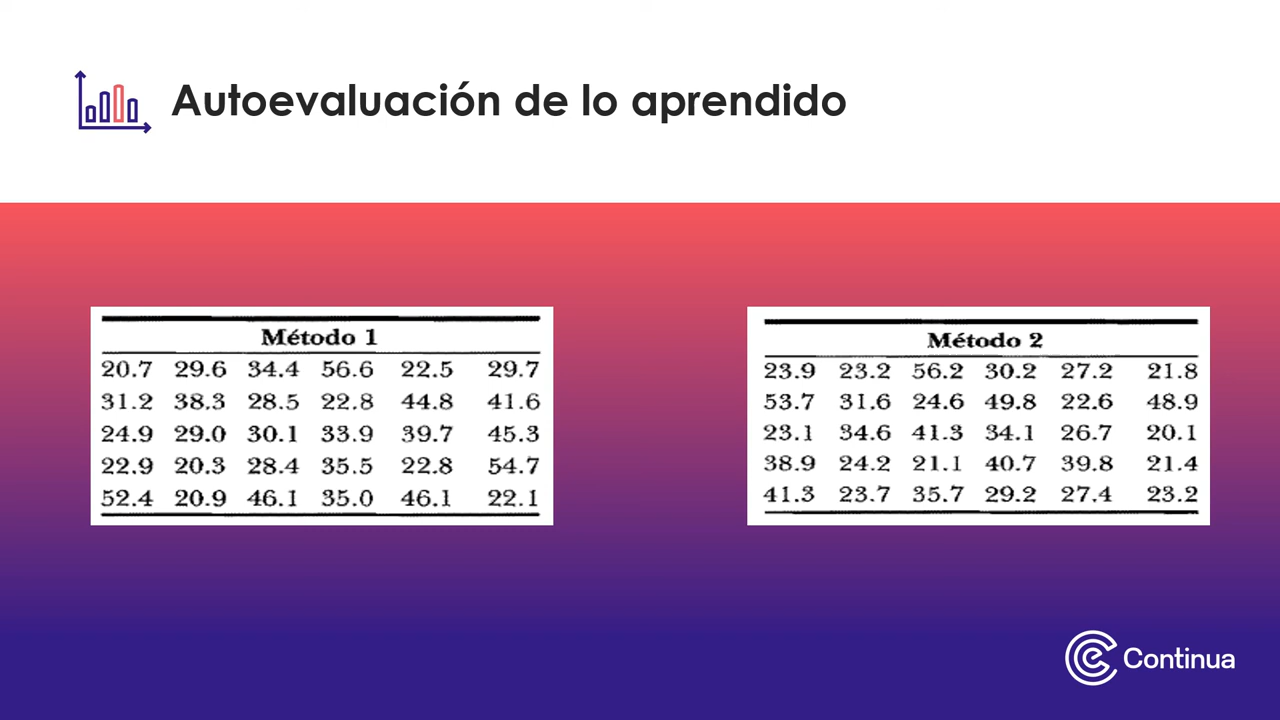 Autoevaluación de lo aprendido
Método 1
20.7 29.6 34.4 56.6 22.5 29.7
31.2 38.3 28.5 22.8 44.8 41.6
24.9 29.0 30.1 33.9 39.7 45.3
22.9 20.3 28.4 35.5 22.8 54.7
52.4 20.9 46.1 35.0 46.1 22.1
Método 2
23.9 23.2 56.2 30.2 27.2 21.8
53.7 31.6 24.6 49.8 22.6 48.9
23.1 34.6 41.3 34.1 26.7 20.1
38.9 24.2 21.1 40.7 39.8 21.4
41.3 23.7 35.7 29.2 27.4 23.2
Continua